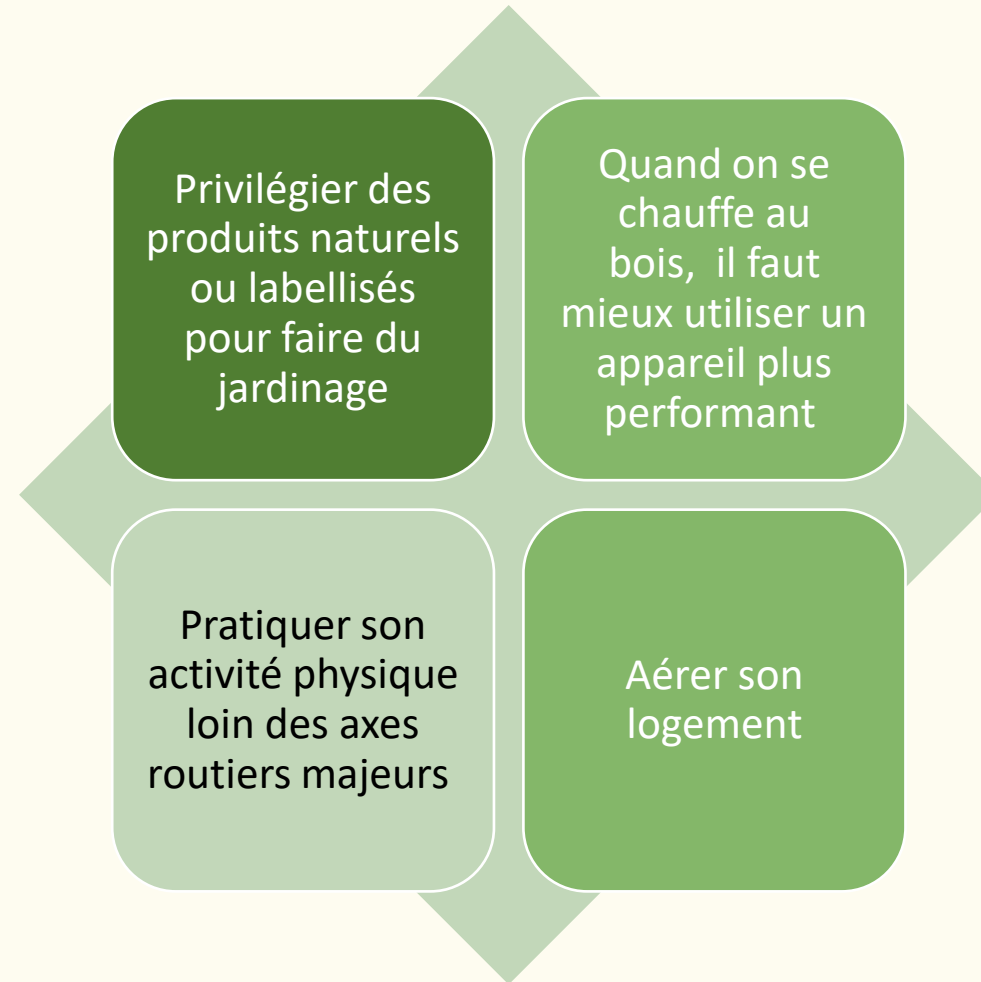 Privilégier des
produits naturels
ou labellisés
pour faire du
jardinage
Quand on se
chauffe au
bois,  il faut
mieux utiliser un
appareil plus
performant
Pratiquer son
activité physique
loin des axes
routiers majeurs
Aérer son
logement